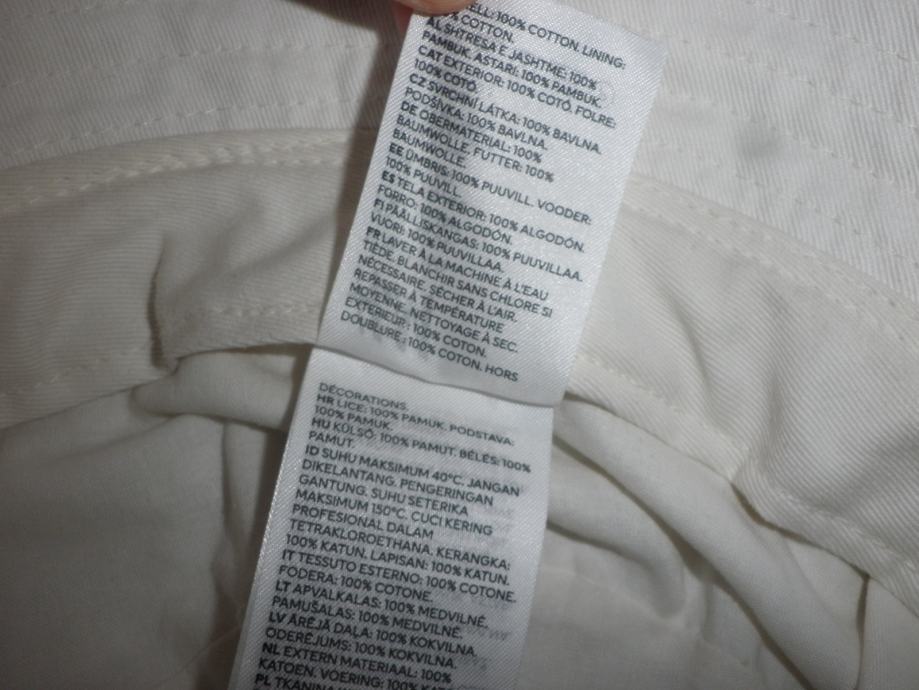 ELL: 100% COTTON. LINING:
% COTTON.
AL SHTRESA E JASHTME: 100%
PAMBUK. ASTARI: 100% PAMBUK.
CAT EXTERIOR: 100% COTÓ. FOLRE:
100% COTÓ.
CZ SVRCHNÍ LÁTKA: 100% BAVLNA.
PODŠÍVKA: 100% BAVLNA.
DE OBERMATERIAL: 100%
BAUMWOLLE. FUTTER: 100%
BAUMWOLLE.
EE ÜMBRIS: 100% PUUVILL. VOODER:
100% PUUVILL.
ES TELA EXTERIOR: 100% ALGODÓN.
FORRO: 100% ALGODÓN.
FI PÄÄLLISKANGAS: 100% PUUVILLAA.
VUORI: 100% PUUVILLAA.
FR LAVER À LA MACHINE À L'EAU
TIÈDE. BLANCHIR SANS CHLORE SI
NÉCESSAIRE. SÉCHER À L'AIR.
REPASSER À TEMPÉRATURE
MOYENNE. NETTOYAGE À SEC.
EXTERIEUR : 100% COTON.
DOUBLURE : 100% COTON. HORS
DÉCORATIONS.
HR LICE: 100% PAMUK. PODSTAVA:
100% PAMUK.
HU KÜLSŐ: 100% PAMUT. BÉLÉS: 100%
PAMUT.
ID SUHU MAKSIMUM 40°C. JANGAN
DIKELANTANG. PENGERINGAN
GANTUNG. SUHU SETERIKA
MAKSIMUM 150°C. CUCI KERING
PROFESIONAL DALAM
TETRAKLOROETHANA. KERANGKA:
100% KATUN. LAPISAN: 100% KATUN.
IT TESSUTO ESTERNO: 100% COTONE.
FODERA: 100% COTONE.
LT APVALKALAS: 100% MEDVILNĖ.
PAMUŠALAS: 100% MEDVILNĖ.
LV ĀRĒJĀ DAĻA: 100% KOKVILNA.
ODERĒJUMS: 100% KOKVILNA.
NL EXTERN MATERIAAL: 100%
KATOEN. VOERING: 100%
PL TKANINA